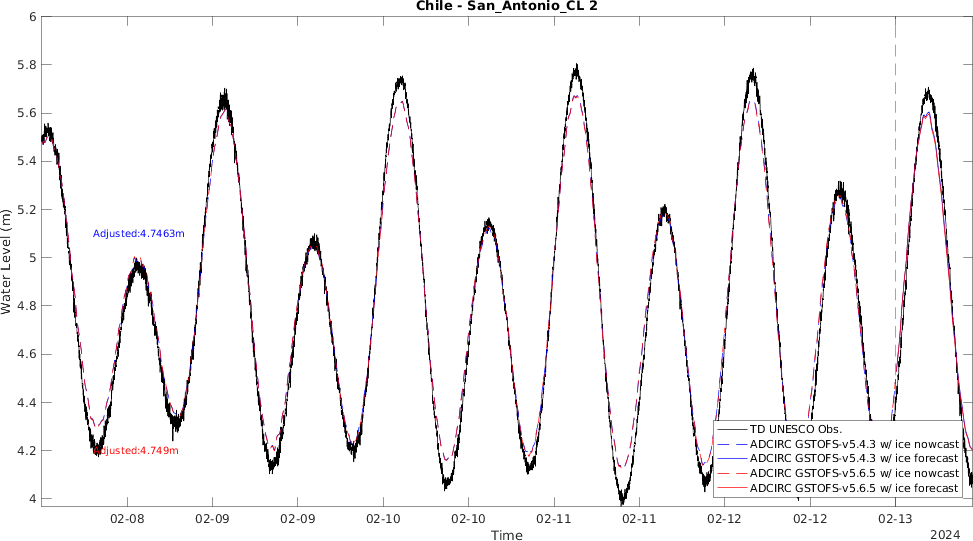 Chile - San_Antonio_CL 2
Water Level (m)
6
5.8
5.6
5.4
5.2
5
4.8
4.6
4.4
4.2
4
Adjusted:4.7463m
Adjusted:4.749m
TD UNESCO Obs.
ADCIRC GSTOFS-v5.4.3 w/ ice nowcast
ADCIRC GSTOFS-v5.4.3 w/ ice forecast
ADCIRC GSTOFS-v5.6.5 w/ ice nowcast
ADCIRC GSTOFS-v5.6.5 w/ ice forecast
02-08 02-09 02-09 02-10 02-10 02-11 02-11 02-12 02-12 02-13
Time
2024